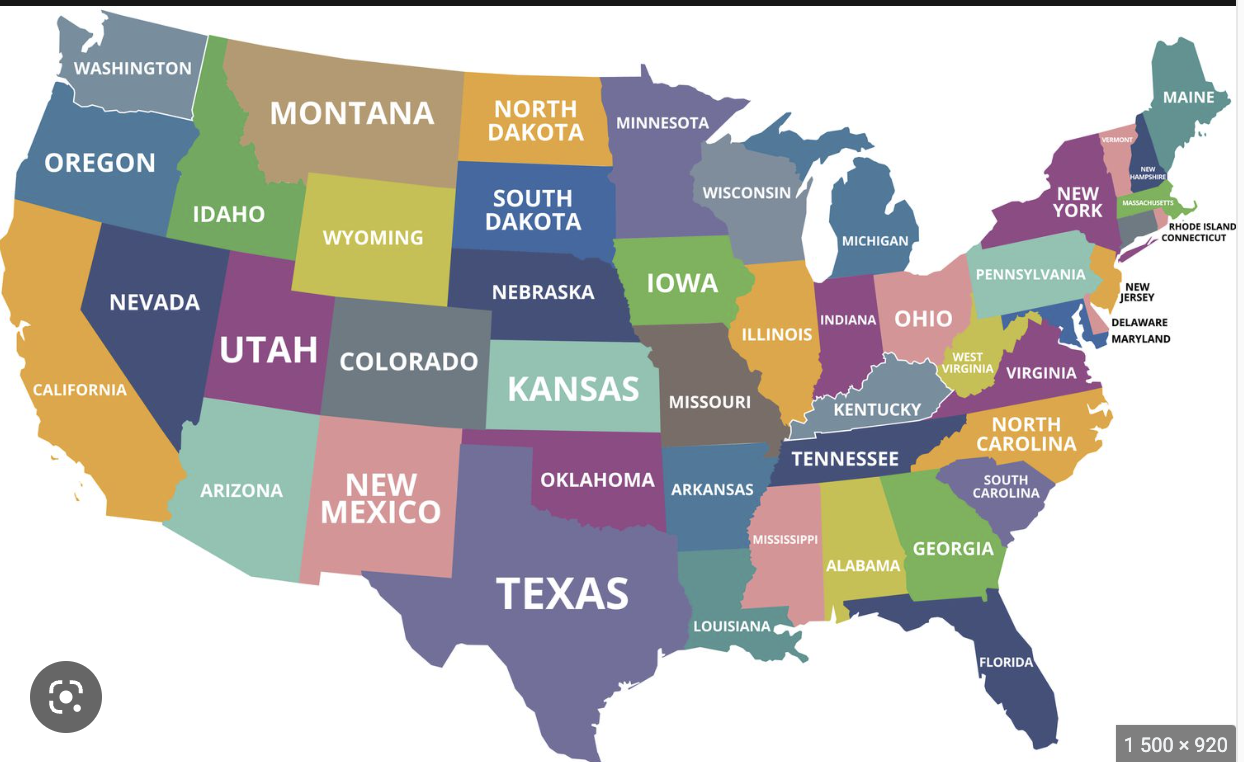 WASHINGTON
MONTANA
NORTH
DAKOTA
MINNESOTA
MAINE
OREGON
IDAHO
WYOMING
SOUTH
DAKOTA
WISCONSIN
MICHIGAN
VERMONT
NEW
HAMPSHIRE
NEW
YORK
MASSACHUSETTS
RHODE ISLAND
CONNECTICUT
NEVADA
UTAH
COLORADO
NEBRASKA
IOWA
ILLINOIS
INDIANA
OHIO
PENNSYLVANIA
NEW
JERSEY
DELAWARE
MARYLAND
CALIFORNIA
KANSAS
MISSOURI
KENTUCKY
WEST
VIRGINIA
VIRGINIA
ARIZONA
NEW
MEXICO
OKLAHOMA
ARKANSAS
TENNESSEE
NORTH
CAROLINA
SOUTH
CAROLINA
TEXAS
LOUISIANA
MISSISSIPPI
ALABAMA
GEORGIA
FLORIDA
1 500 × 920